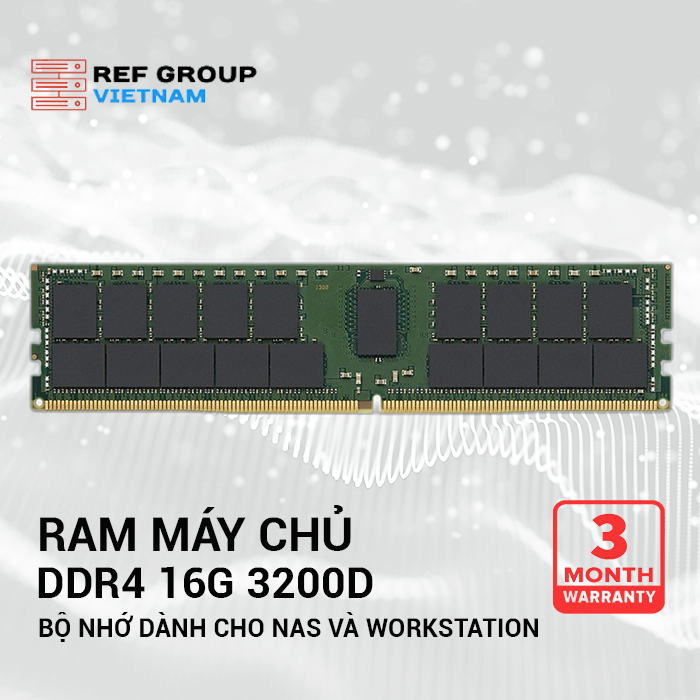 REF GROUP
VIETNAM
RAM MÁY CHỦ
DDR4 16G 3200D
BỘ NHỚ DÀNH CHO NAS VÀ WORKSTATION
3
MONTH
WARRANTY